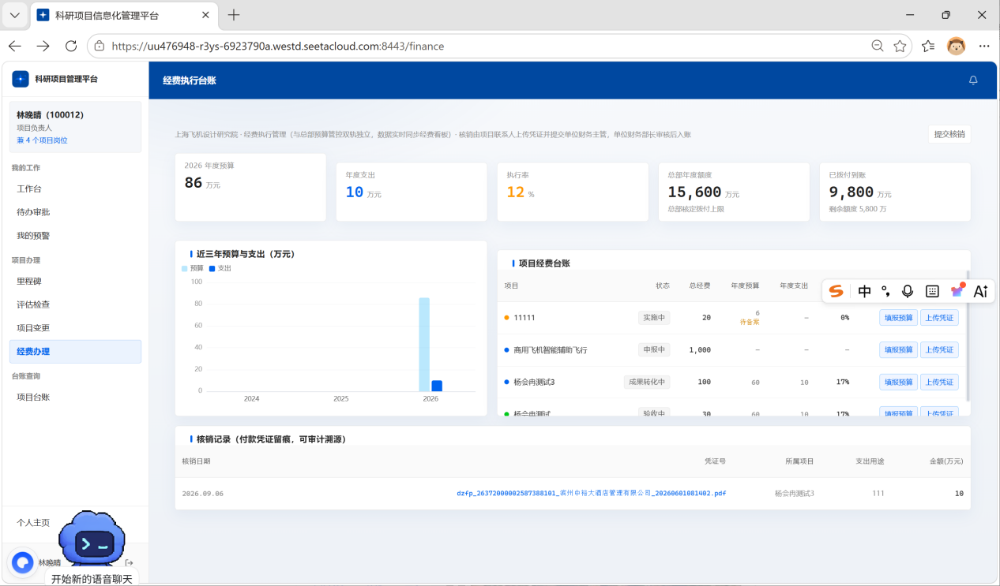 科研项目信息化管理平台
https://uu476948-r3ys-6923790a.westd.seetacloud.com:8443/finance
科研项目管理平台
经费执行台账
林晚晴（100012）
项目负责人
兼 4 个项目岗位
我的工作
工作台
待办审批
我的预警
项目办理
里程碑
评估检查
项目变更
经费办理
台账查询
项目台账
个人主页
林晚晴
开始新的语音聊天
上海飞机设计研究院 · 经费执行管理（与总部预算管控双轨独立，数据实时同步经费看板）· 核销由项目联系人上传凭证并提交单位财务主管，单位财务部长审核后入账
提交核销
2026 年度预算
86 万元
年度支出
10 万元
执行率
12 %
总部年度额度
15,600 万元
总部核定拨付上限
已拨付到账
9,800 万元
剩余额度 5,800 万
近三年预算与支出（万元）
预算 支出
100
80
60
40
20
0
2024 2025 2026
项目经费台账
项目 状态 总经费 年度预算 年度支出
中 °, Ai
11111 实施中 20 6 待备案 — 0% 填报预算 上传凭证
商用飞机智能辅助飞行 申报中 1,000 — — — 填报预算 上传凭证
杨会冉测试3 成果转化中 100 60 10 17% 填报预算 上传凭证
杨会冉测试 验收中 30 60 10 17% 填报预算 上传凭证
核销记录（付款凭证留痕，可审计溯源）
核销日期 凭证号 所属项目 支出用途 金额(万元)
2026.09.06 dzfp_26372000002587388101_滨州中裕大酒店管理有限公司_20260601081402.pdf 杨会冉测试3 111 10